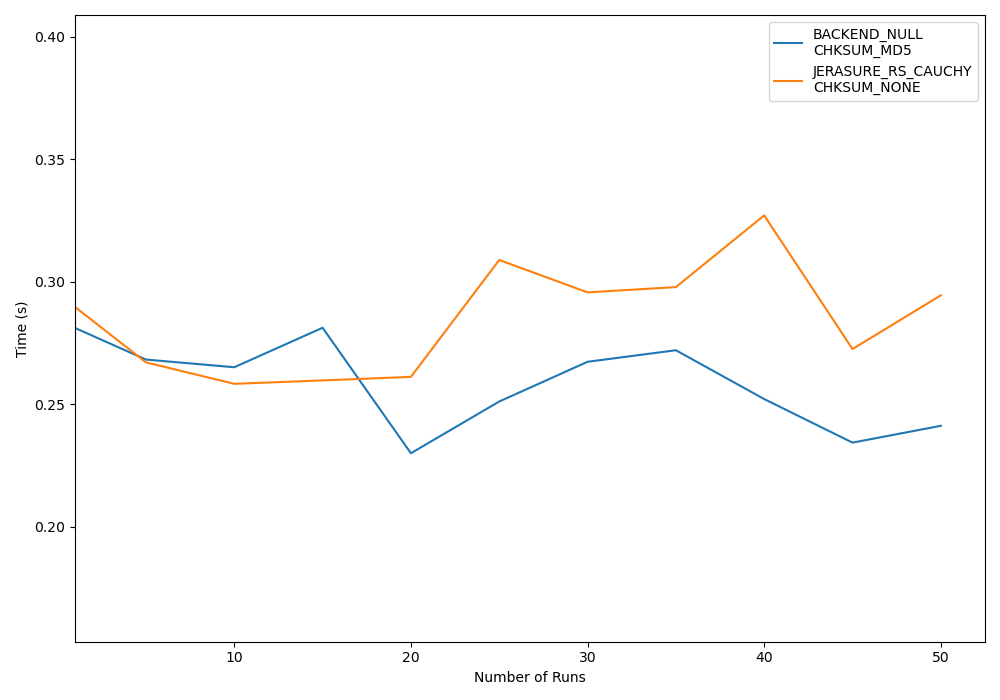 0.40
0.35
0.30
0.25
0.20
Time (s)
BACKEND_NULL
CHKSUM_MD5
JERASURE_RS_CAUCHY
CHKSUM_NONE
10 20 30 40 50
Number of Runs